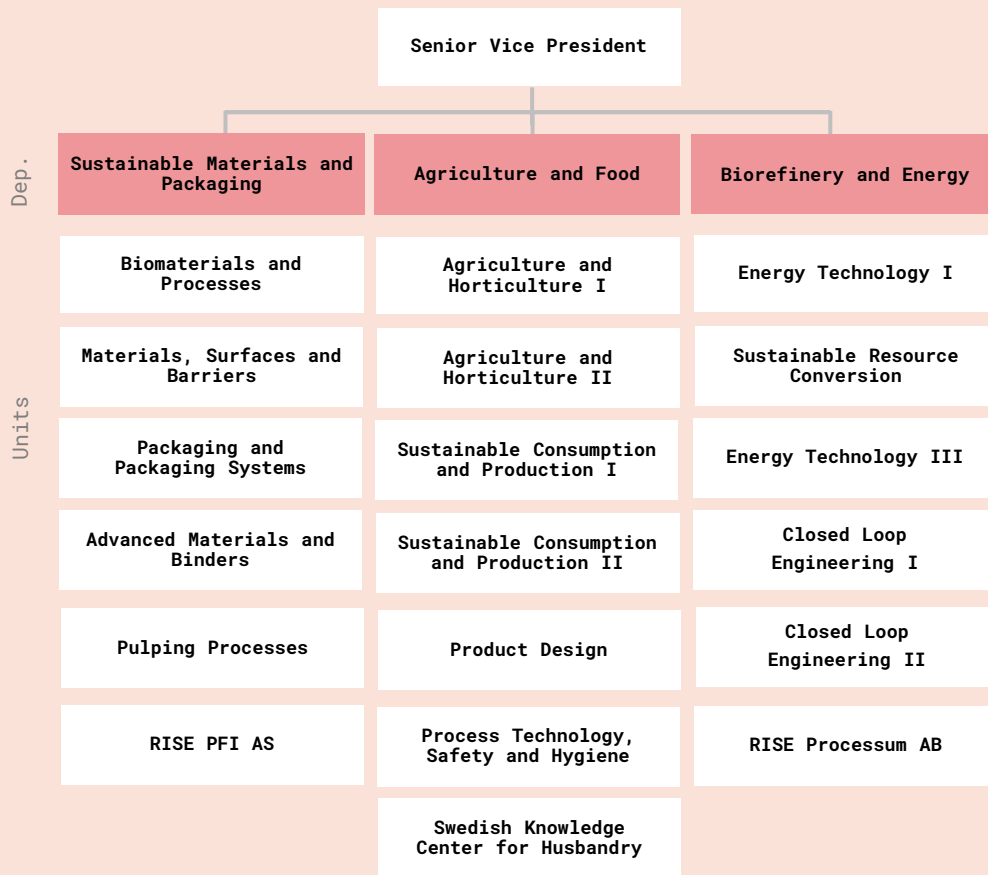 Senior Vice President
Dep.
Sustainable Materials and
Packaging
Agriculture and Food
Biorefinery and Energy
Units
Biomaterials and
Processes
Agriculture and
Horticulture I
Energy Technology I
Materials, Surfaces and
Barriers
Agriculture and
Horticulture II
Sustainable Resource
Conversion
Packaging and
Packaging Systems
Sustainable Consumption
and Production I
Energy Technology III
Advanced Materials and
Binders
Sustainable Consumption
and Production II
Closed Loop
Engineering I
Pulping Processes
Product Design
Closed Loop
Engineering II
RISE PFI AS
Process Technology,
Safety and Hygiene
RISE Processum AB
Swedish Knowledge
Center for Husbandry